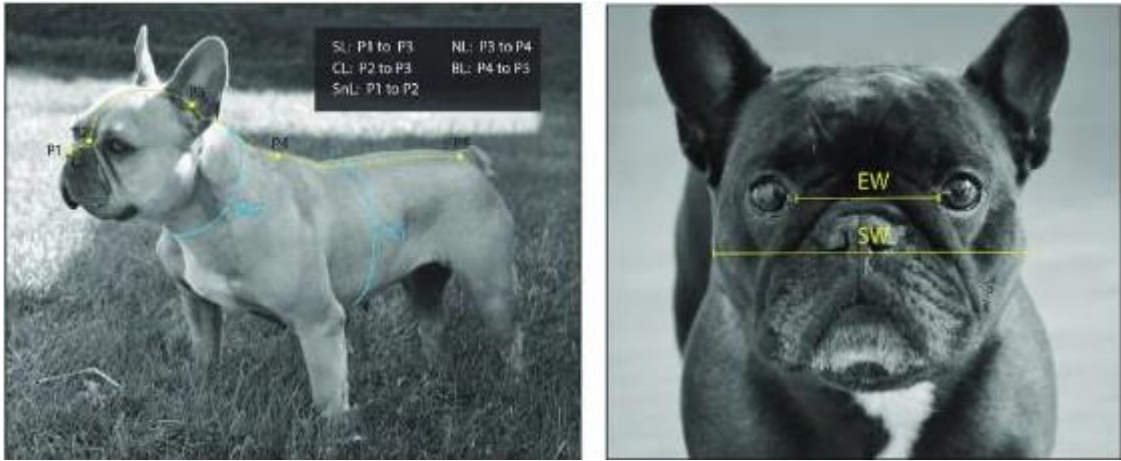 SL: P1 to P3
NL: P3 to P4
CL: P2 to P3
BL: P4 to P5
SnL: P1 to P2
P1
P4
EW
SWL